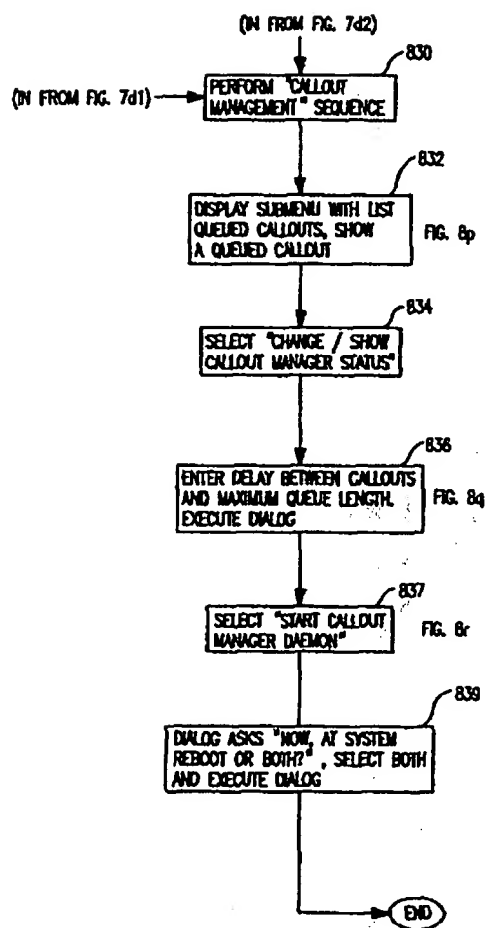 (IN FROM FIG. 7d2)
830
(IN FROM FIG. 7d1)
PERFORM "CALLOUT
MANAGEMENT" SEQUENCE
832
DISPLAY SUBMENU WITH LIST
QUEUED CALLOUTS, SHOW
A QUEUED CALLOUT
FIG. 8p
834
SELECT "CHANGE / SHOW
CALLOUT MANAGER STATUS"
836
ENTER DELAY BETWEEN CALLOUTS
AND MAXIMUM QUEUE LENGTH.
EXECUTE DIALOG
FIG. 8q
837
SELECT "START CALLOUT
MANAGER DAEMON"
FIG. 8r
839
DIALOG ASKS "NOW, AT SYSTEM
REBOOT OR BOTH?", SELECT BOTH
AND EXECUTE DIALOG
END